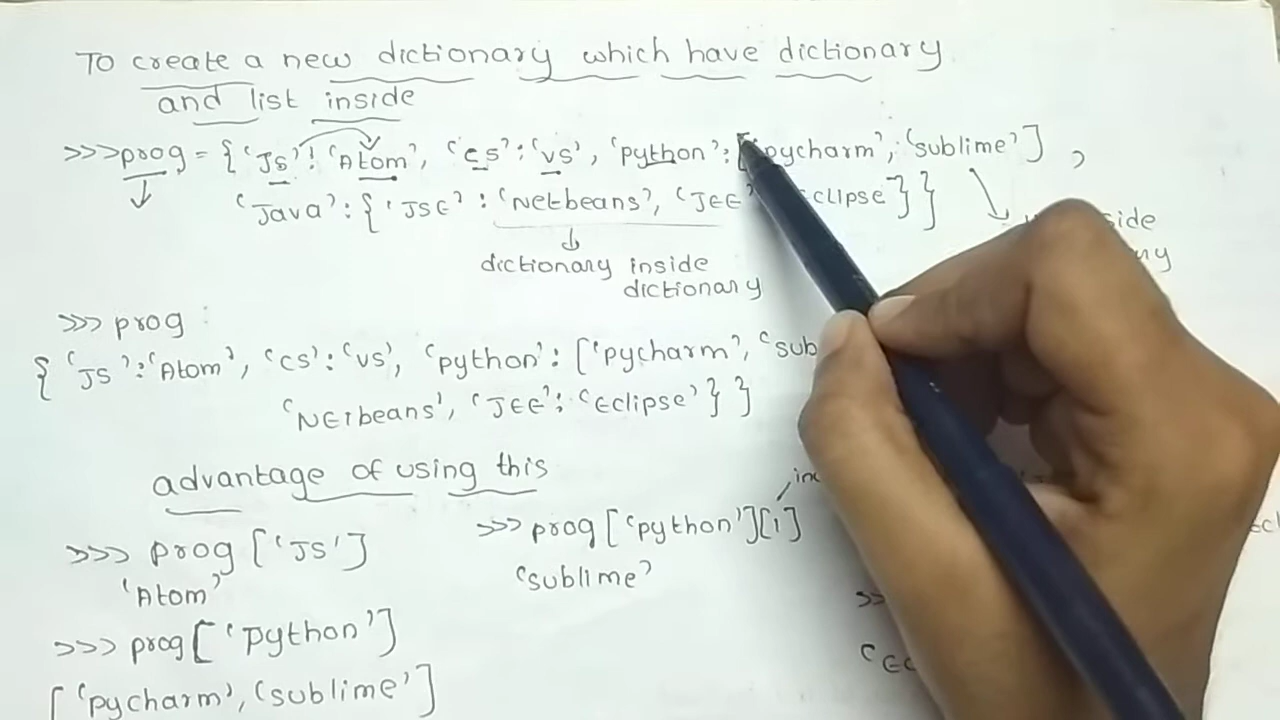 To create a new dictionary which have dictionary
and list inside
>>>prog = { 'JS': 'Atom', 'CS': 'VS', 'python': ['pycharm', 'sublime'] ,
'Java': { 'JSE' : 'Netbeans', 'JEE' Eclipse } }
side
dictionary inside
dictionary
>>> prog
{ 'JS':'Atom', 'CS': 'VS', 'python': ['pycharm', 'sub
'NEtbeans', 'JEE': 'Eclipse' } }
advantage of using this
>>> prog ['JS']
'Atom'
>>> prog ['python'][1]
'sublime'
>>> prog ['python']
['pycharm', 'sublime']